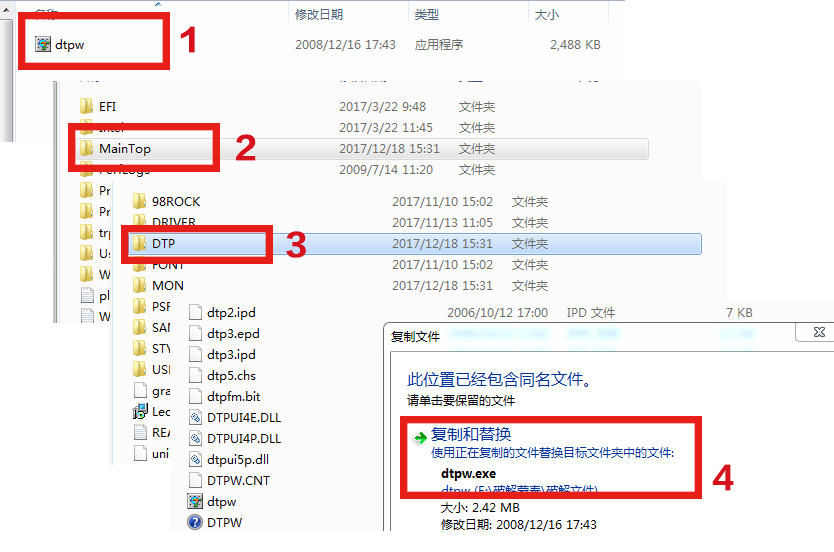 名称 修改日期 类型 大小
dtpw 2008/12/16 17:43 应用程序 2,488 KB
1
EFI 2017/3/22 9:48 文件夹
Intel 2017/3/22 11:45 文件夹
MainTop 2017/12/18 15:31 文件夹
2
PerfLogs 2009/7/14 11:20 文件夹
Pr
Pr
trp
Us
W
pl
W
98ROCK 2017/11/10 15:02 文件夹
DRIVER 2017/11/13 11:05 文件夹
DTP 2017/12/18 15:31 文件夹
3
FONT 2017/11/10 15:02 文件夹
MON 2017/12/18 15:31 文件夹
PSF
SAM
STY
USE
gra
Lec
REA
uni
dtp2.ipd 2006/10/12 17:00 IPD 文件 7 KB
dtp3.epd
dtp3.ipd
dtp5.chs
dtpfm.bit
DTPUI4E.DLL
DTPUI4P.DLL
dtpui5p.dll
DTPW.CNT
dtpw
DTPW
复制文件
此位置已经包含同名文件。
请单击要保留的文件
复制和替换
使用正在复制的文件替换目标文件夹中的文件:
dtpw.exe
dtpw (F:\破解蒙泰\破解文件)
4
大小: 2.42 MB
修改日期: 2008/12/16 17:43